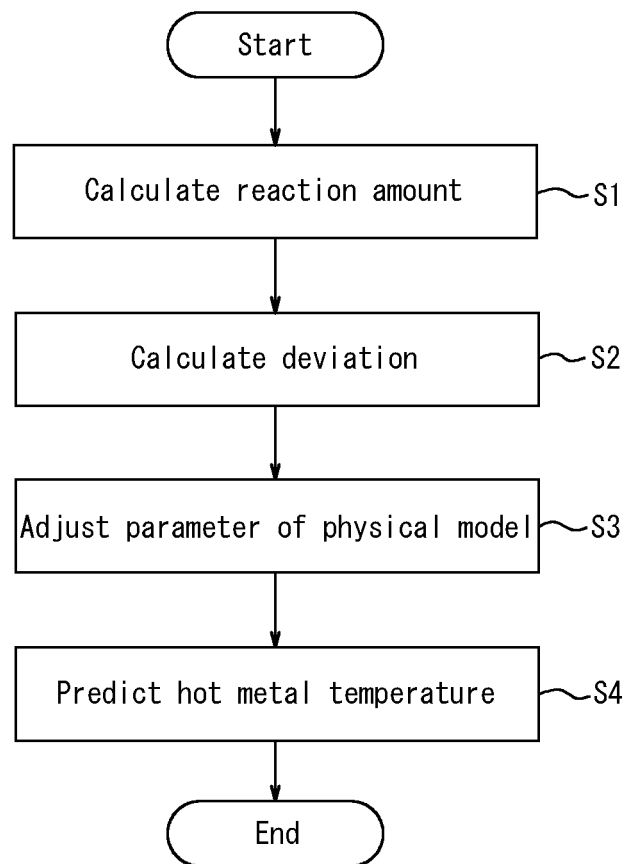 Start
Calculate reaction amount
S1
Calculate deviation
S2
Adjust parameter of physical model
S3
Predict hot metal temperature
S4
End